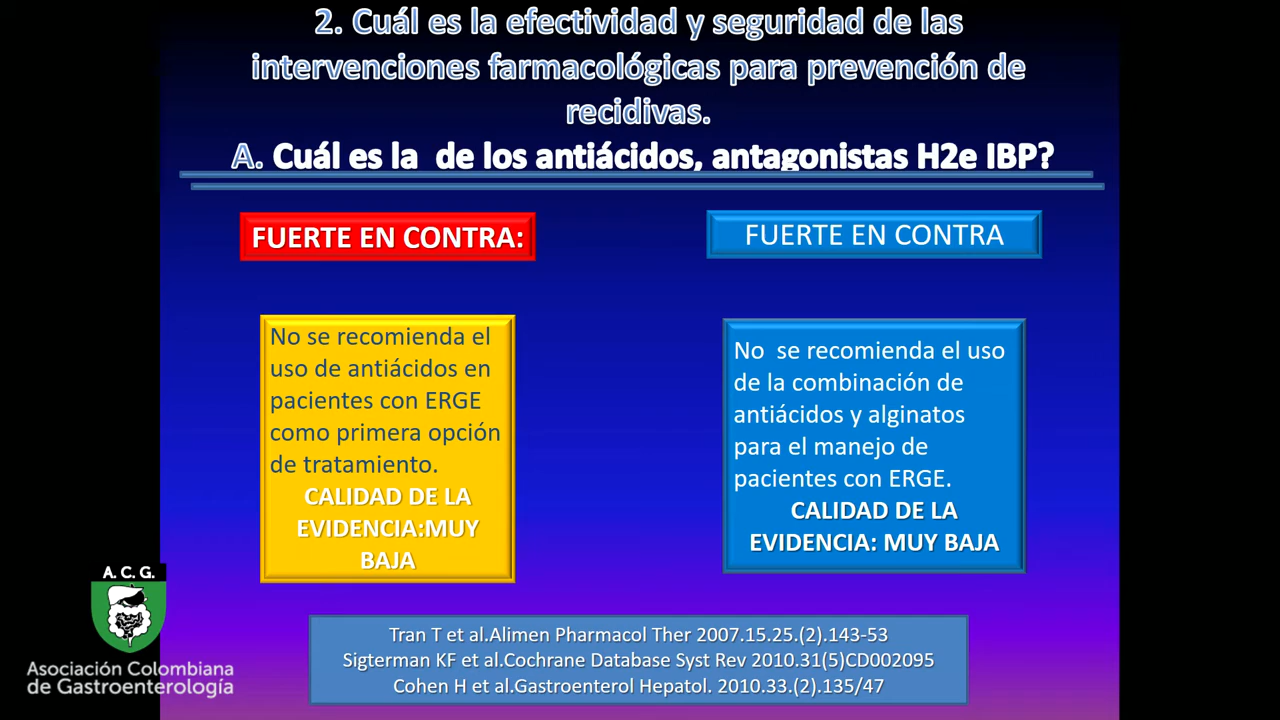 2. Cuál es la efectividad y seguridad de las
intervenciones farmacológicas para prevención de
recidivas.
A. Cuál es la  de los antiácidos, antagonistas H2e IBP?
FUERTE EN CONTRA:
No se recomienda el
uso de antiácidos en
pacientes con ERGE
como primera opción
de tratamiento.
CALIDAD DE LA
EVIDENCIA:MUY
BAJA
FUERTE EN CONTRA
No  se recomienda el uso
de la combinación de
antiácidos y alginatos
para el manejo de
pacientes con ERGE.
CALIDAD DE LA
EVIDENCIA: MUY BAJA
Tran T et al.Alimen Pharmacol Ther 2007.15.25.(2).143-53
Sigterman KF et al.Cochrane Database Syst Rev 2010.31(5)CD002095
Cohen H et al.Gastroenterol Hepatol. 2010.33.(2).135/47
A. C. G.
Asociación Colombiana
de Gastroenterología